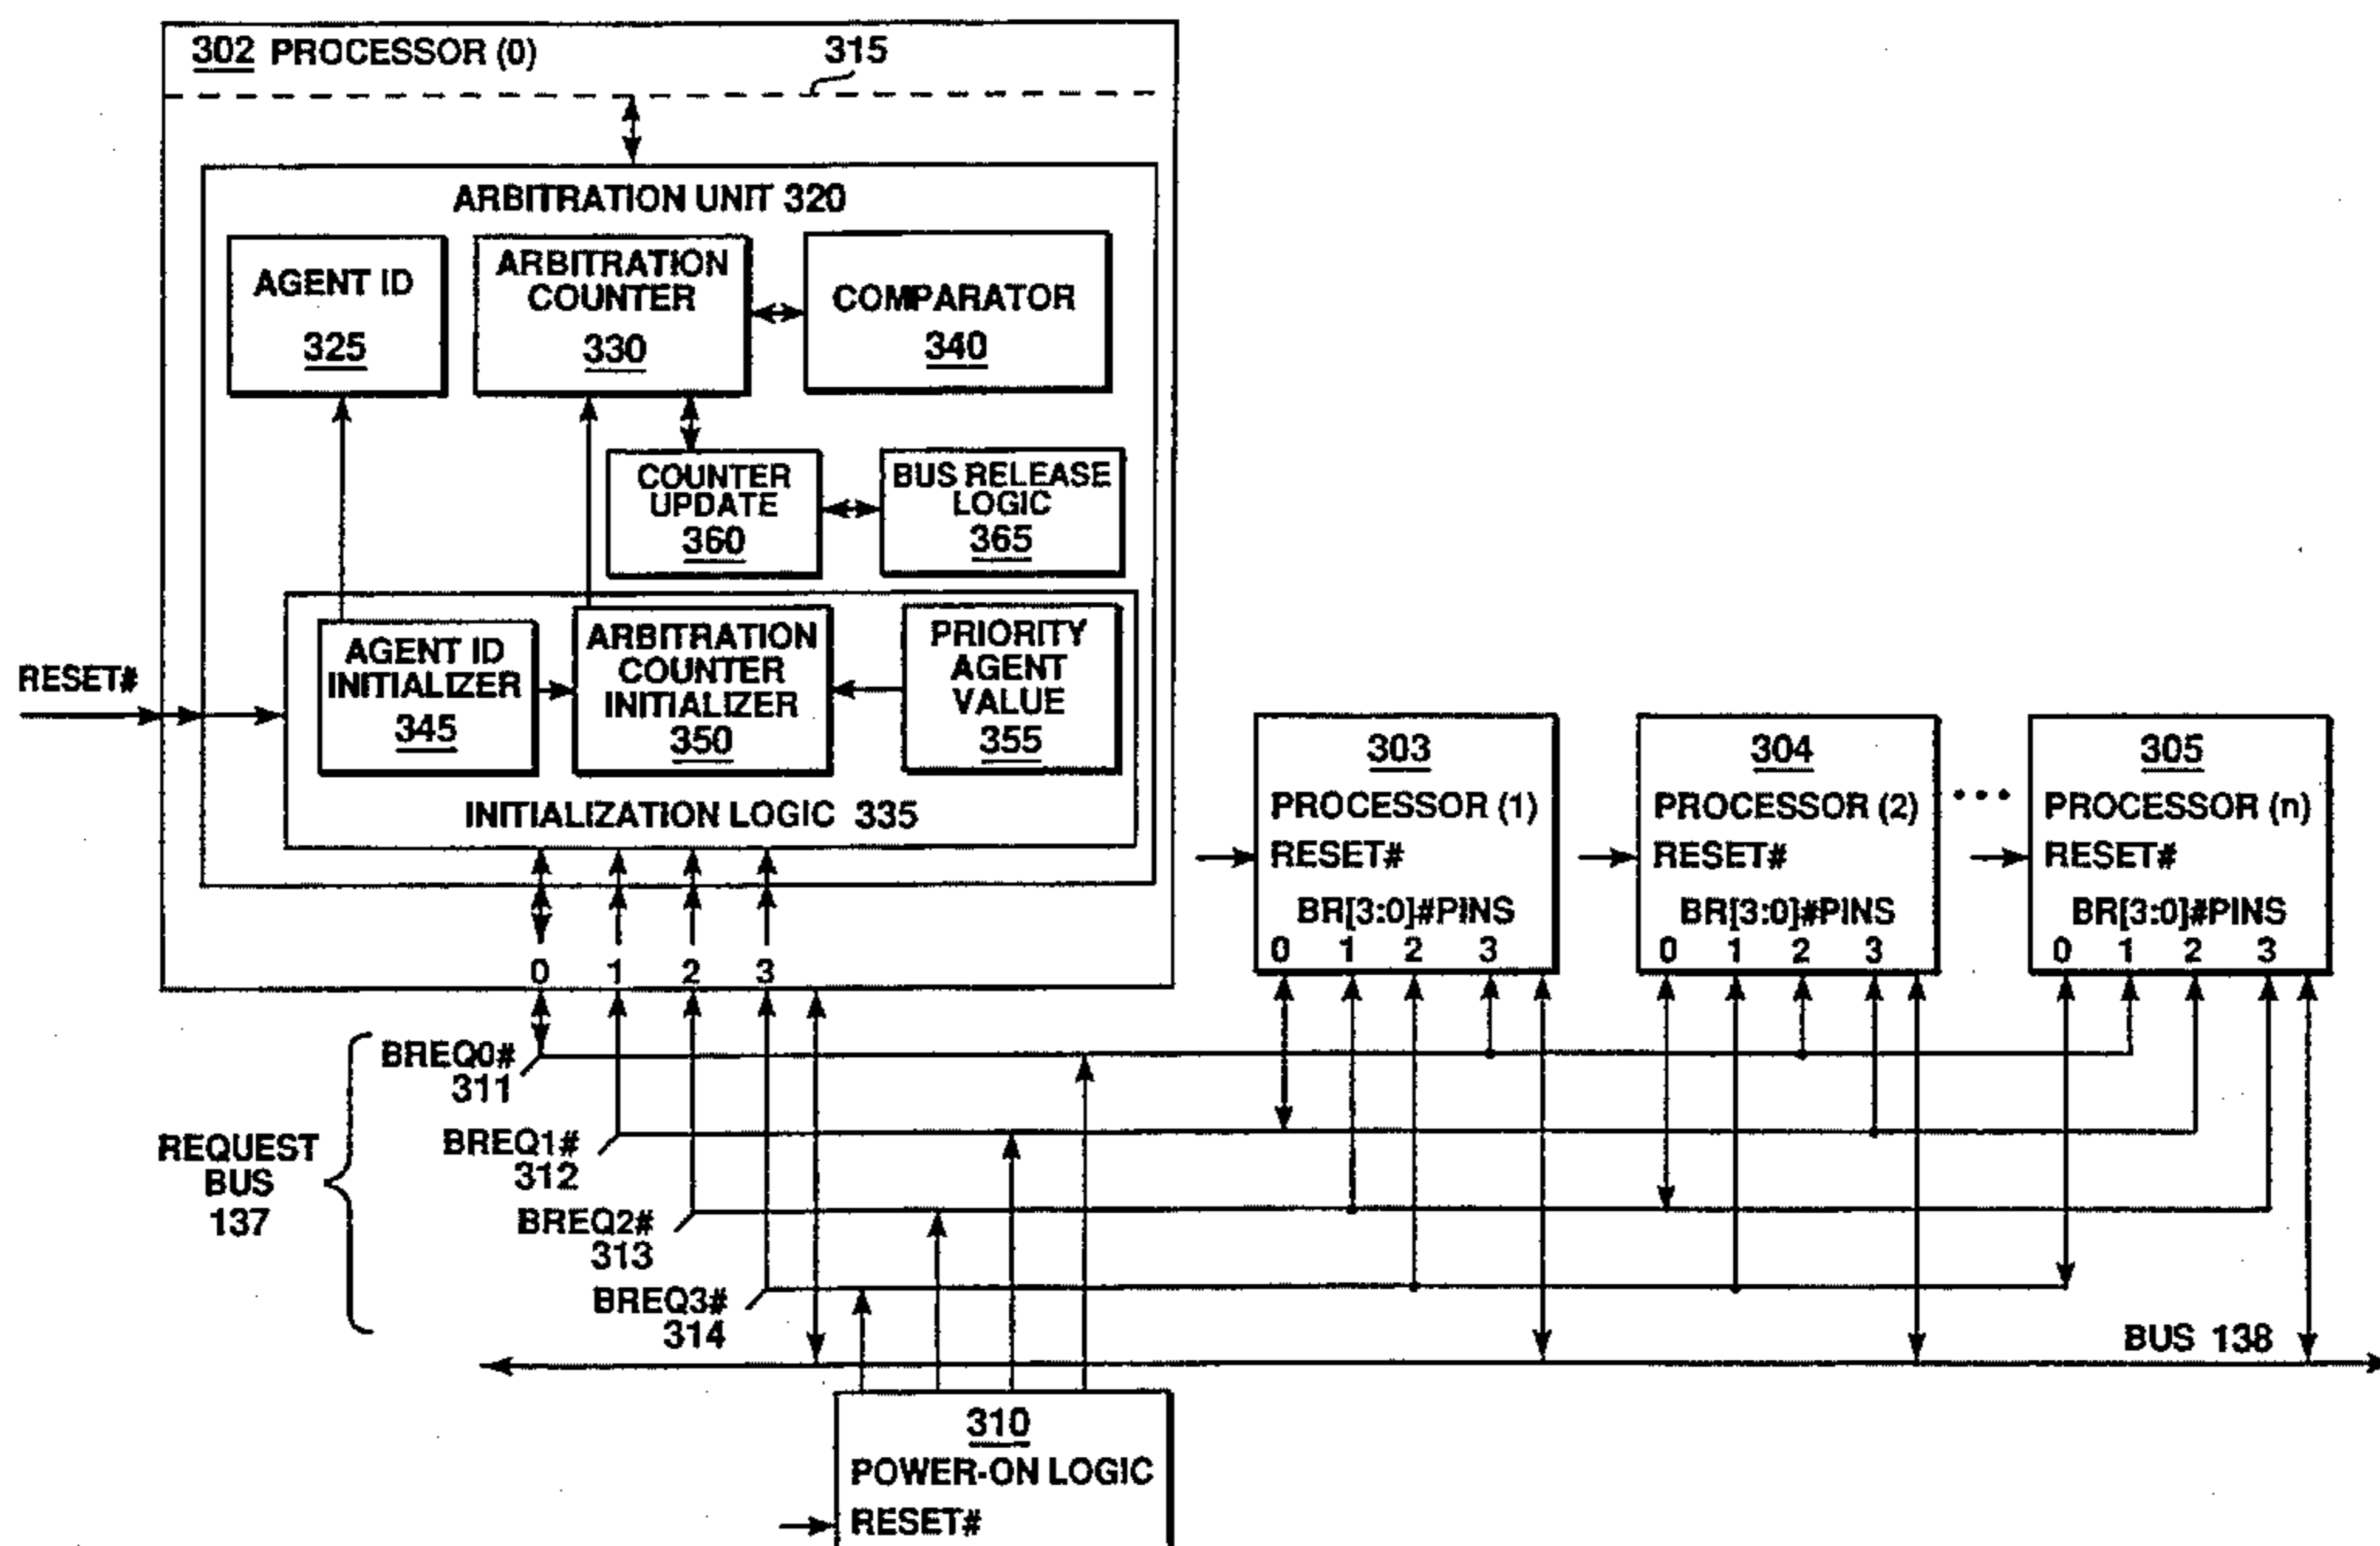 302 PROCESSOR (0)
315
ARBITRATION UNIT 320
AGENT ID
325
ARBITRATION
COUNTER
330
COMPARATOR
340
COUNTER
UPDATE
360
BUS RELEASE
LOGIC
365
AGENT ID
INITIALIZER
345
ARBITRATION
COUNTER
INITIALIZER
350
PRIORITY
AGENT
VALUE
355
INITIALIZATION LOGIC 335
RESET#
0 1 2 3
303
PROCESSOR (1)
RESET#
BR[3:0]#PINS
0 1 2 3
304
PROCESSOR (2)
RESET#
BR[3:0]#PINS
0 1 2 3
•••
305
PROCESSOR (n)
RESET#
BR[3:0]#PINS
0 1 2 3
REQUEST
BUS
137
BREQ0#
311
BREQ1#
312
BREQ2#
313
BREQ3#
314
BUS 138
310
POWER-ON LOGIC
RESET#